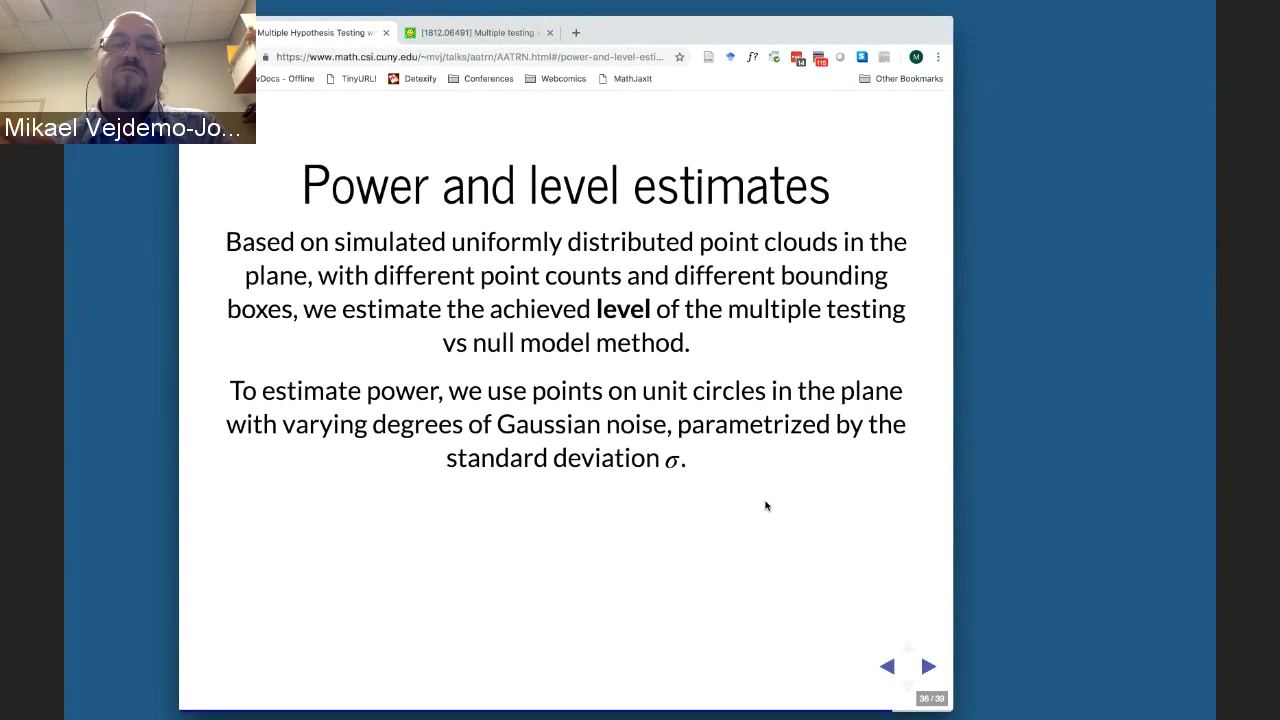 Multiple Hypothesis Testing wi
[1812.06491] Multiple testing
https://www.math.csi.cuny.edu/~mvj/talks/aatrn/AATRN.html#/power-and-level-esti...
f?
14
115
S
M
vDocs - Offline
TinyURL!
Detexify
Conferences
Webcomics
MathJaxIt
Other Bookmarks
Mikael Vejdemo-Jo...
Power and level estimates
Based on simulated uniformly distributed point clouds in the
plane, with different point counts and different bounding
boxes, we estimate the achieved level of the multiple testing
vs null model method.
To estimate power, we use points on unit circles in the plane
with varying degrees of Gaussian noise, parametrized by the
standard deviation σ.
36 / 39